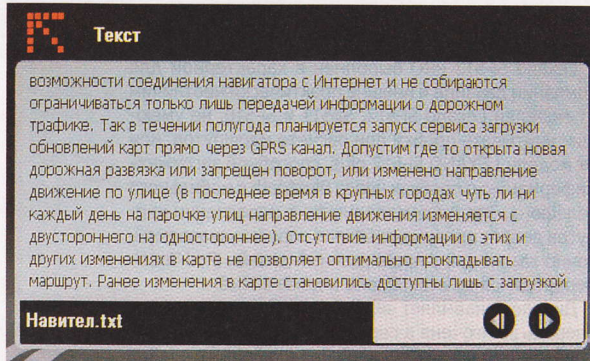 Текст
возможности соединения навигатора с Интернет и не собираются
ограничиваться только лишь передачей информации о дорожном
трафике. Так в течении полугода планируется запуск сервиса загрузки
обновлений карт прямо через GPRS канал. Допустим где то открыта новая
дорожная развязка или запрещен поворот, или изменено направление
движение по улице (в последнее время в крупных городах чуть ли ни
каждый день на парочке улиц направление движения изменяется с
двустороннего на одностороннее). Отсутствие информации о этих и
других изменениях в карте не позволяет оптимально прокладывать
маршрут. Ранее изменения в карте становились доступны лишь с загрузкой
Навител.txt